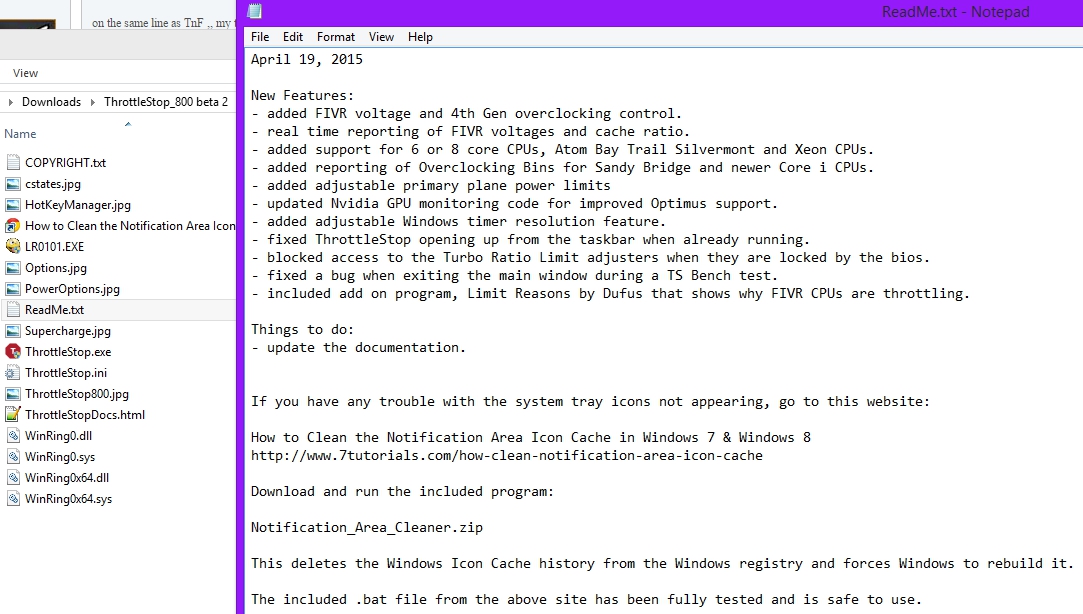 on the same line as TnF ,, my
ReadMe.txt - Notepad
File Edit Format View Help
View
Downloads ThrottleStop_800 beta 2
Name
COPYRIGHT.txt
cstates.jpg
HotKeyManager.jpg
How to Clean the Notification Area Icon
LR0101.EXE
Options.jpg
PowerOptions.jpg
ReadMe.txt
Supercharge.jpg
ThrottleStop.exe
ThrottleStop.ini
ThrottleStop800.jpg
ThrottleStopDocs.html
WinRing0.dll
WinRing0.sys
WinRing0x64.dll
WinRing0x64.sys
April 19, 2015
New Features:
- added FIVR voltage and 4th Gen overclocking control.
- real time reporting of FIVR voltages and cache ratio.
- added support for 6 or 8 core CPUs, Atom Bay Trail Silvermont and Xeon CPUs.
- added reporting of Overclocking Bins for Sandy Bridge and newer Core i CPUs.
- added adjustable primary plane power limits
- updated Nvidia GPU monitoring code for improved Optimus support.
- added adjustable Windows timer resolution feature.
- fixed ThrottleStop opening up from the taskbar when already running.
- blocked access to the Turbo Ratio Limit adjusters when they are locked by the bios.
- fixed a bug when exiting the main window during a TS Bench test.
- included add on program, Limit Reasons by Dufus that shows why FIVR CPUs are throttling.
Things to do:
- update the documentation.
If you have any trouble with the system tray icons not appearing, go to this website:
How to Clean the Notification Area Icon Cache in Windows 7 & Windows 8
http://www.7tutorials.com/how-clean-notification-area-icon-cache
Download and run the included program:
Notification_Area_Cleaner.zip
This deletes the Windows Icon Cache history from the Windows registry and forces Windows to rebuild it.
The included .bat file from the above site has been fully tested and is safe to use.